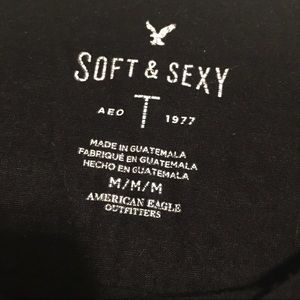 SOFT & SEXY
AEO T 1977
MADE IN GUATEMALA
FABRIQUÉ EN GUATEMALA
HECHO EN GUATEMALA
M/M/M
AMERICAN EAGLE
OUTFITTERS